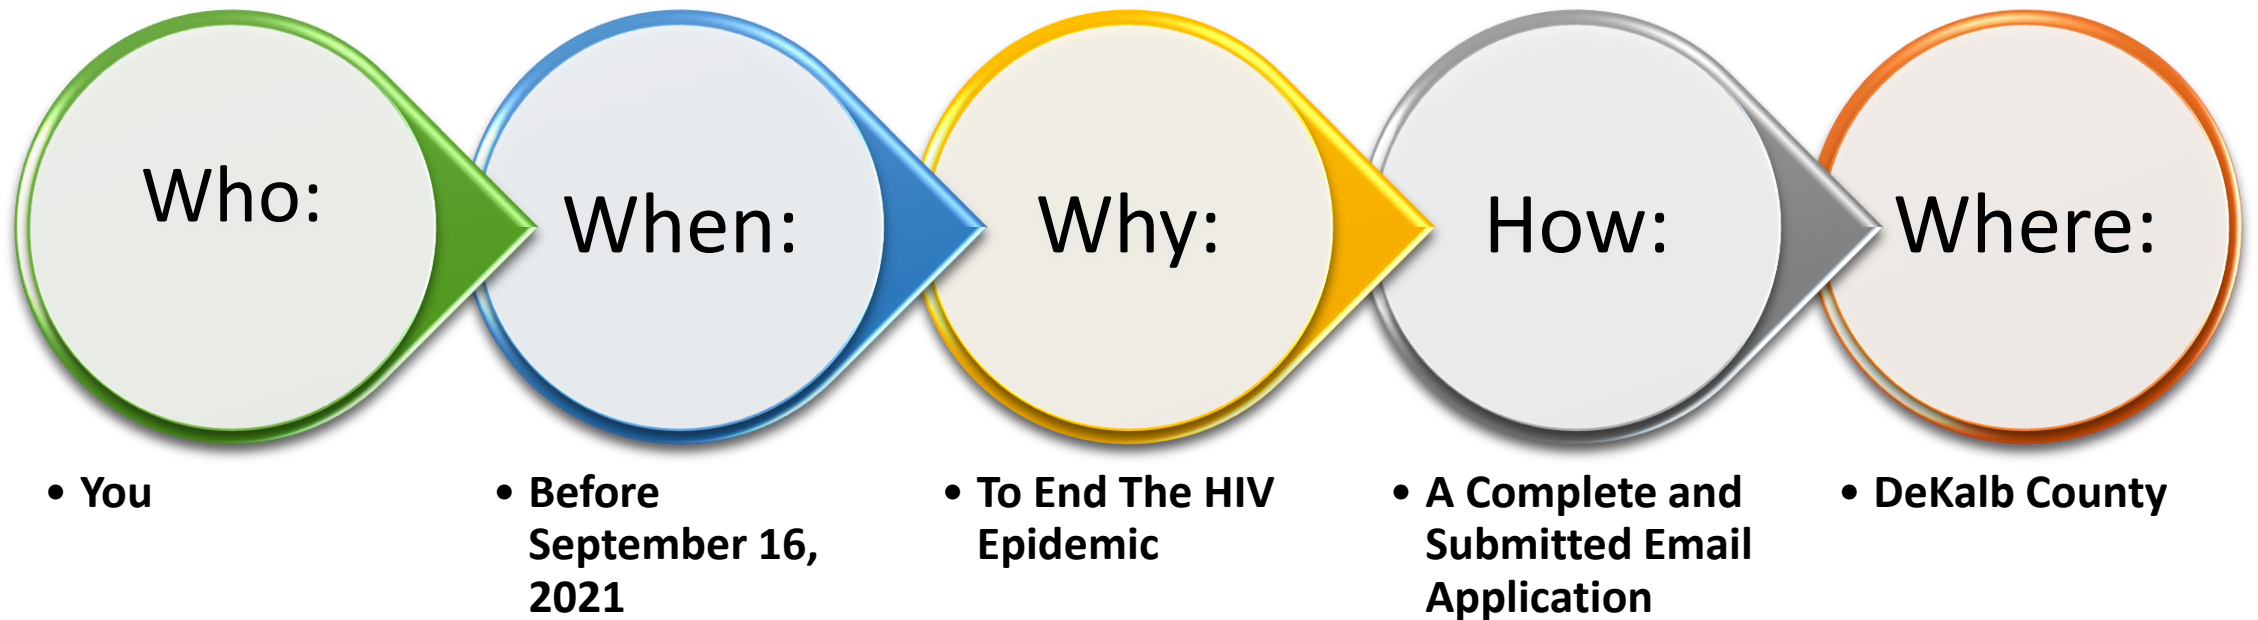 Who:
• You
When:
• Before
September 16,
2021
Why:
• To End The HIV
Epidemic
How:
• A Complete and
Submitted Email
Application
Where:
• DeKalb County